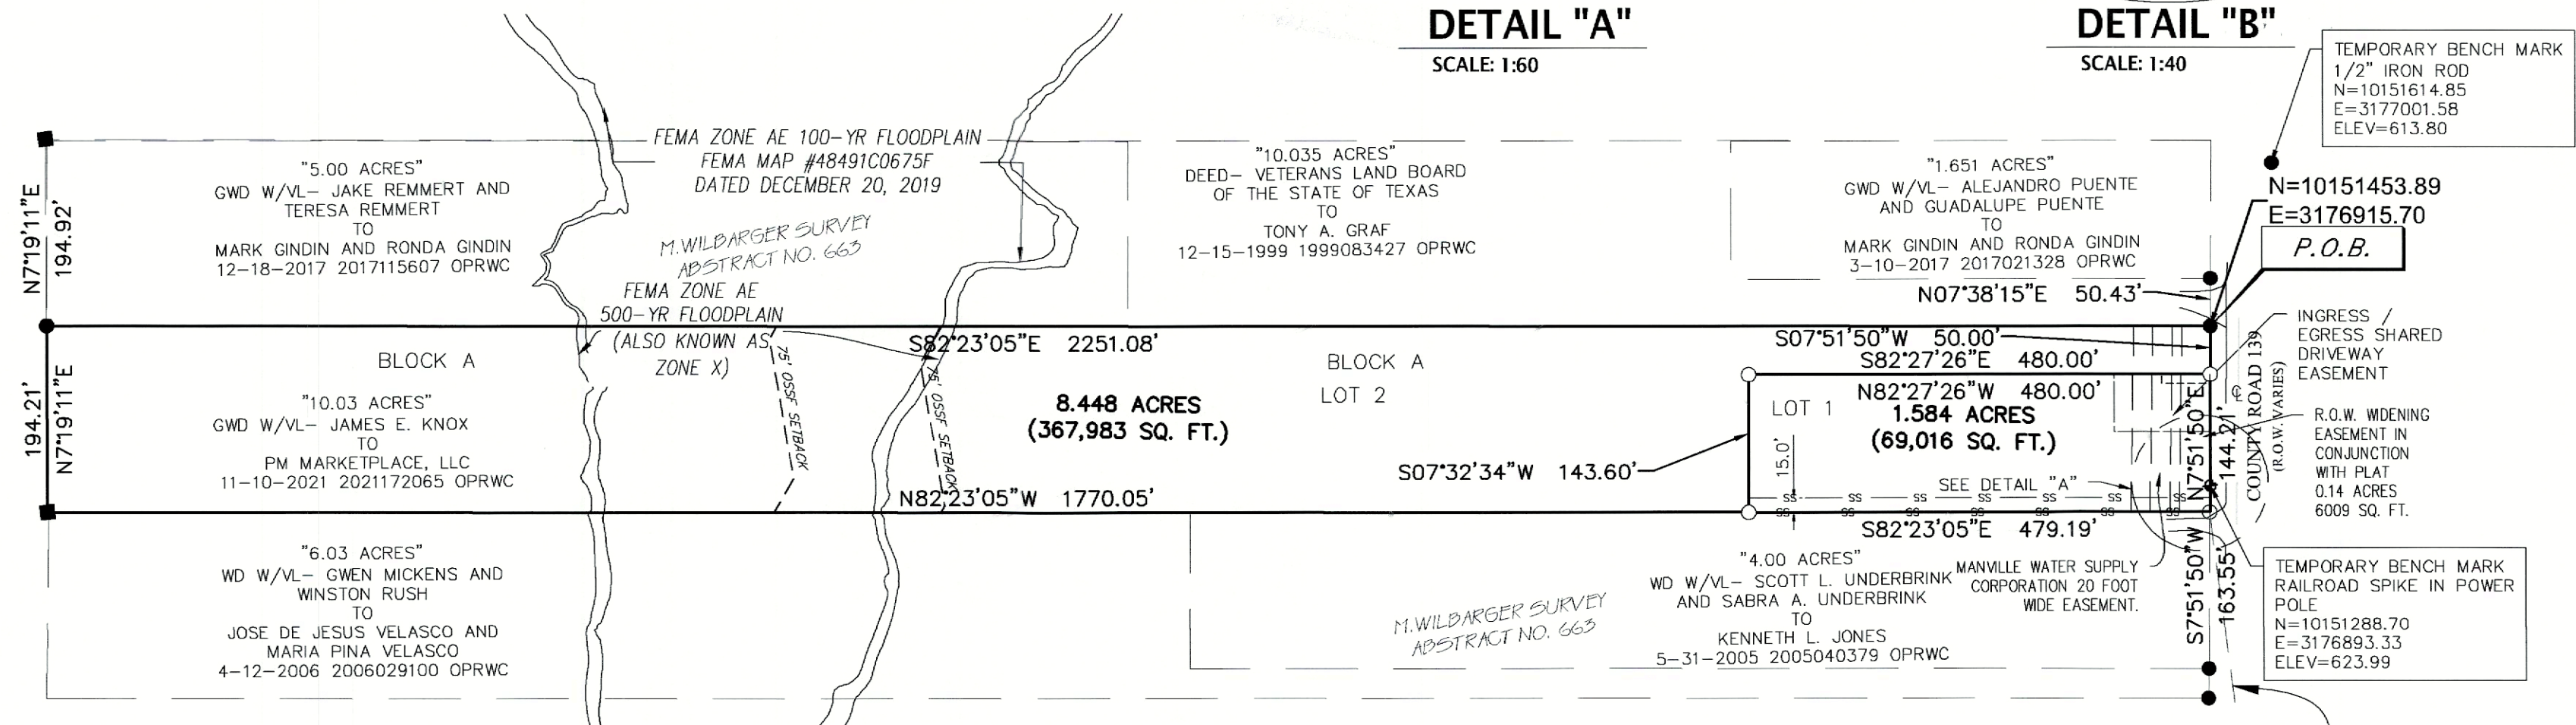 DETAIL "A"
SCALE: 1:60
DETAIL "B"
SCALE: 1:40
TEMPORARY BENCH MARK
1/2" IRON ROD
N=10151614.85
E=3177001.58
ELEV=613.80
N7°19'11"E
194.92'
"5.00 ACRES"
GWD W/VL- JAKE REMMERT AND
TERESA REMMERT
TO
MARK GINDIN AND RONDA GINDIN
12-18-2017 2017115607 OPRWC
FEMA ZONE AE 100-YR FLOODPLAIN
FEMA MAP #48491C0675F
DATED DECEMBER 20, 2019
M.WILBARGER SURVEY
ABSTRACT NO. 663
FEMA ZONE AE
500-YR FLOODPLAIN
(ALSO KNOWN AS
ZONE X)
"10.035 ACRES"
DEED- VETERANS LAND BOARD
OF THE STATE OF TEXAS
TO
TONY A. GRAF
12-15-1999 1999083427 OPRWC
"1.651 ACRES"
GWD W/VL- ALEJANDRO PUENTE
AND GUADALUPE PUENTE
TO
MARK GINDIN AND RONDA GINDIN
3-10-2017 2017021328 OPRWC
N07°38'15"E 50.43'
N=10151453.89
E=3176915.70
P.O.B.
194.21'
N7°19'11"E
BLOCK A
"10.03 ACRES"
GWD W/VL- JAMES E. KNOX
TO
PM MARKETPLACE, LLC
11-10-2021 2021172065 OPRWC
75' OSSF SETBACK
75' OSSF SETBACK
S82°23'05"E 2251.08'
8.448 ACRES
(367,983 SQ. FT.)
N82°23'05"W 1770.05'
BLOCK A
LOT 2
S07°32'34"W 143.60'
S07°51'50"W 50.00'
S82°27'26"E 480.00'
N82°27'26"W 480.00'
LOT 1
1.584 ACRES
(69,016 SQ. FT.)
15.0'
SEE DETAIL "A"
SS SS SS SS SS SS SS
SS SS SS SS SS SS SS
S82°23'05"E 479.19'
N7°51'50"E
144.21'
COUNTY ROAD 139
(R.O.W. VARIES)
INGRESS /
EGRESS SHARED
DRIVEWAY
EASEMENT
R.O.W. WIDENING
EASEMENT IN
CONJUNCTION
WITH PLAT
0.14 ACRES
6009 SQ. FT.
"6.03 ACRES"
WD W/VL- GWEN MICKENS AND
WINSTON RUSH
TO
JOSE DE JESUS VELASCO AND
MARIA PINA VELASCO
4-12-2006 2006029100 OPRWC
M.WILBARGER SURVEY
ABSTRACT NO. 663
"4.00 ACRES"
WD W/VL- SCOTT L. UNDERBRINK
AND SABRA A. UNDERBRINK
TO
KENNETH L. JONES
5-31-2005 2005040379 OPRWC
MANVILLE WATER SUPPLY
CORPORATION 20 FOOT
WIDE EASEMENT.
S7°51'50"W
163.55'
TEMPORARY BENCH MARK
RAILROAD SPIKE IN POWER
POLE
N=10151288.70
E=3176893.33
ELEV=623.99